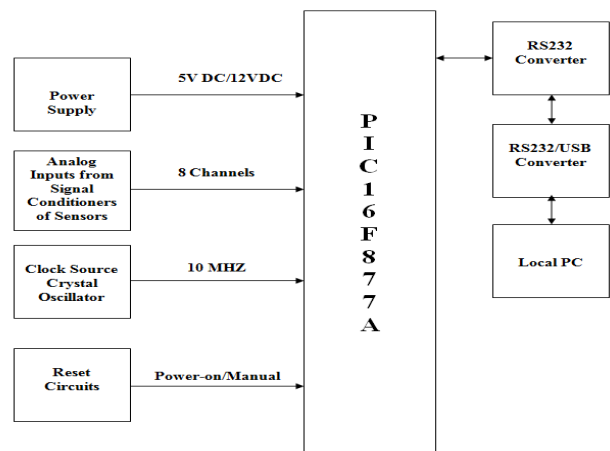 Power
Supply
5V DC/12VDC
Analog
Inputs from
Signal
Conditioners
of Sensors
8 Channels
Clock Source
Crystal
Oscillator
10 MHZ
Reset
Circuits
Power-on/Manual
P
I
C
1
6
F
8
7
7
A
RS232
Converter
RS232/USB
Converter
Local PC